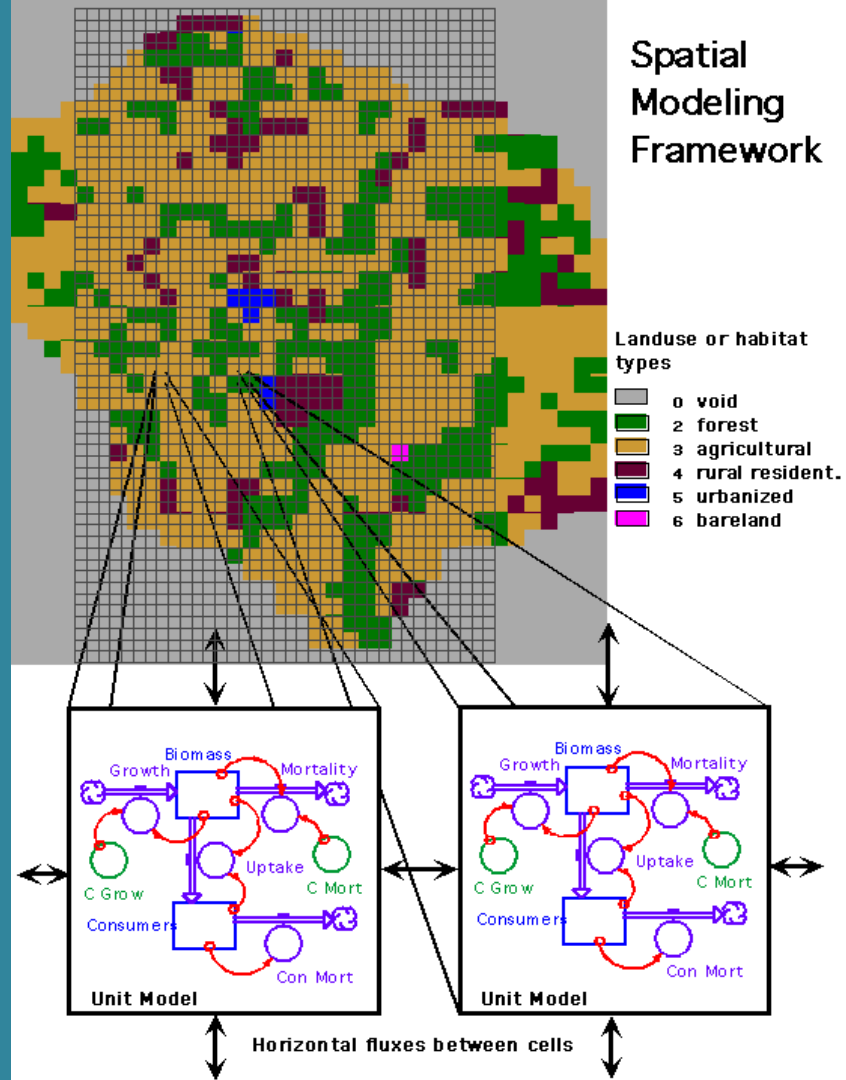 Spatial
Modeling
Framework
Landuse or habitat
types
0 void
2 forest
3 agricultural
4 rural resident.
5 urbanized
6 bareland
Biomass
Growth
Mortality
Uptake
C Grow
C Mort
Consumers
Con Mort
Unit Model
Biomass
Growth
Mortality
Uptake
C Grow
C Mort
Consumers
Con Mort
Unit Model
Horizontal fluxes between cells